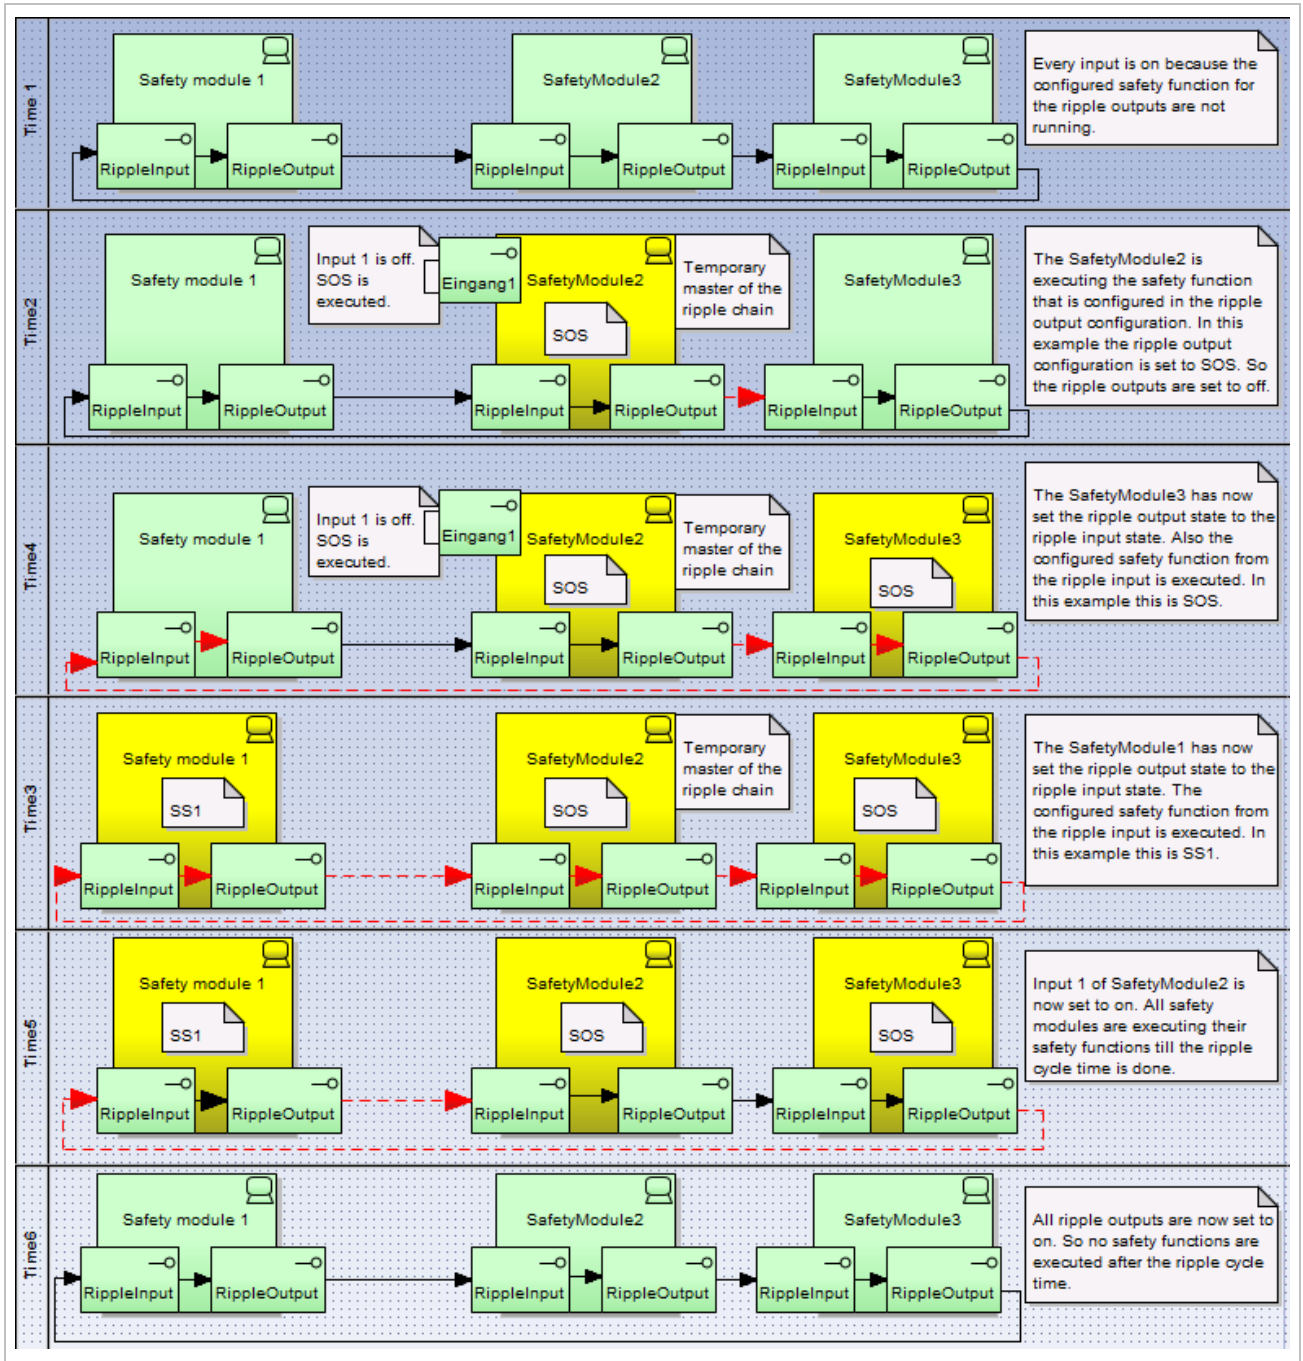 Time 1
Safety module 1
SafetyModule2
SafetyModule3
RippleInput
RippleOutput
RippleInput
RippleOutput
RippleInput
RippleOutput
Every input is on because the
configured safety function for
the ripple outputs are not
running.
Time2
Safety module 1
Input 1 is off.
SOS is
executed.
Eingang1
SafetyModule2
SOS
Temporary
master of the
ripple chain
SafetyModule3
RippleInput
RippleOutput
RippleInput
RippleOutput
RippleInput
RippleOutput
The SafetyModule2 is
executing the safety function
that is configured in the ripple
output configuration. In this
example the ripple output
configuration is set to SOS. So
the ripple outputs are set to off.
Time4
Safety module 1
Input 1 is off.
SOS is
executed.
Eingang1
SafetyModule2
SOS
Temporary
master of the
ripple chain
SafetyModule3
SOS
RippleInput
RippleOutput
RippleInput
RippleOutput
RippleInput
RippleOutput
The SafetyModule3 has now
set the ripple output state to the
ripple input state. Also the
configured safety function from
the ripple input is executed. In
this example this is SOS.
Time3
Safety module 1
SS1
SafetyModule2
SOS
Temporary
master of the
ripple chain
SafetyModule3
SOS
RippleInput
RippleOutput
RippleInput
RippleOutput
RippleInput
RippleOutput
The SafetyModule1 has now
set the ripple output state to the
ripple input state. The
configured safety function from
the ripple input is executed. In
this example this is SS1.
Time5
Safety module 1
SS1
SafetyModule2
SOS
SafetyModule3
SOS
RippleInput
RippleOutput
RippleInput
RippleOutput
RippleInput
RippleOutput
Input 1 of SafetyModule2 is
now set to on. All safety
modules are executing their
safety functions till the ripple
cycle time is done.
Time6
Safety module 1
SafetyModule2
SafetyModule3
RippleInput
RippleOutput
RippleInput
RippleOutput
RippleInput
RippleOutput
All ripple outputs are now set to
on. So no safety functions are
executed after the ripple cycle
time.